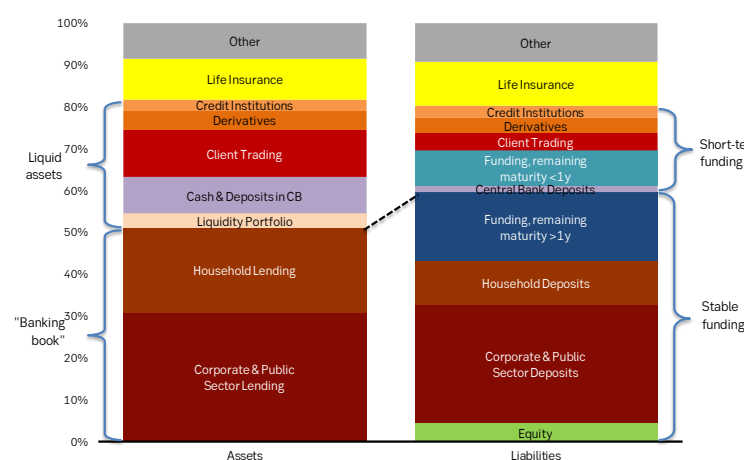 100%
90%
80%
70%
60%
50%
40%
30%
20%
10%
0%
Liquid
assets
"Banking
book"
Other
Life Insurance
Credit Institutions
Derivatives
Client Trading
Cash & Deposits in CB
Liquidity Portfolio
Household Lending
Corporate & Public
Sector Lending
Assets
Other
Life Insurance
Credit Institutions
Derivatives
Client Trading
Funding, remaining
maturity <1y
Central Bank Deposits
Funding, remaining
maturity >1y
Household Deposits
Corporate & Public
Sector Deposits
Equity
Liabilities
Short-te
funding
Stable
funding